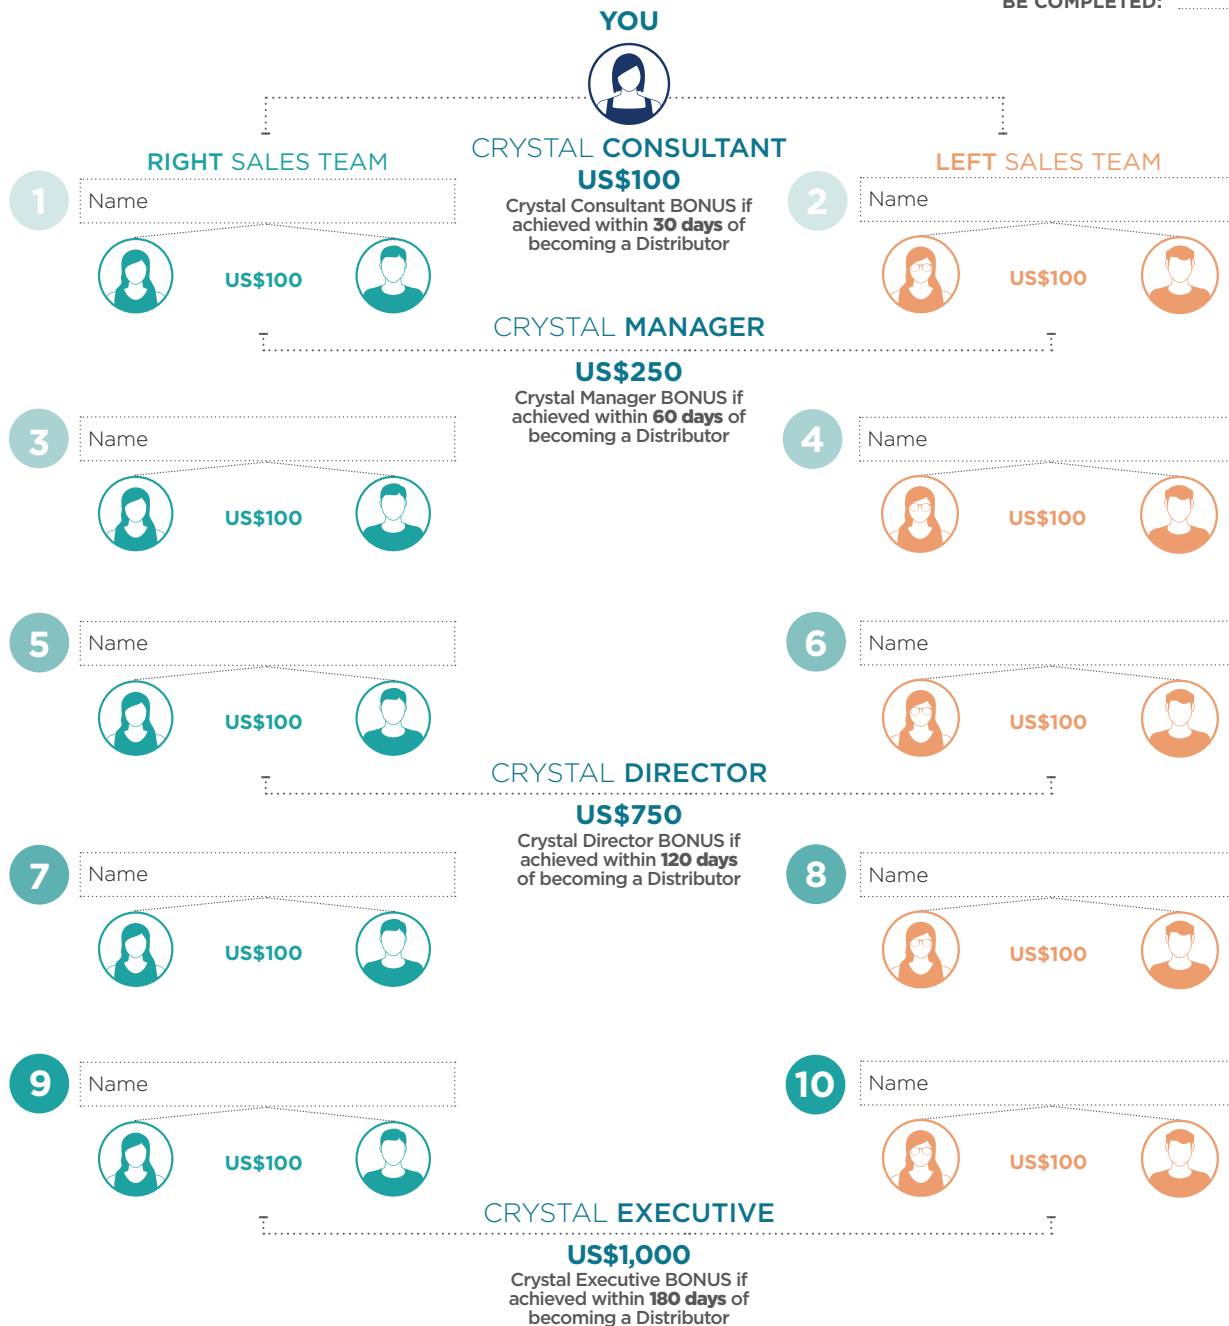 BE COMPLETED:
YOU
CRYSTAL CONSULTANT
RIGHT SALES TEAM
LEFT SALES TEAM
US$100
Crystal Consultant BONUS if
achieved within 30 days of
becoming a Distributor
1
Name
2
Name
US$100
US$100
CRYSTAL MANAGER
US$250
Crystal Manager BONUS if
achieved within 60 days of
becoming a Distributor
3
Name
4
Name
US$100
US$100
5
Name
6
Name
US$100
US$100
CRYSTAL DIRECTOR
US$750
Crystal Director BONUS if
achieved within 120 days
of becoming a Distributor
7
Name
8
Name
US$100
US$100
9
Name
10
Name
US$100
US$100
CRYSTAL EXECUTIVE
US$1,000
Crystal Executive BONUS if
achieved within 180 days of
becoming a Distributor